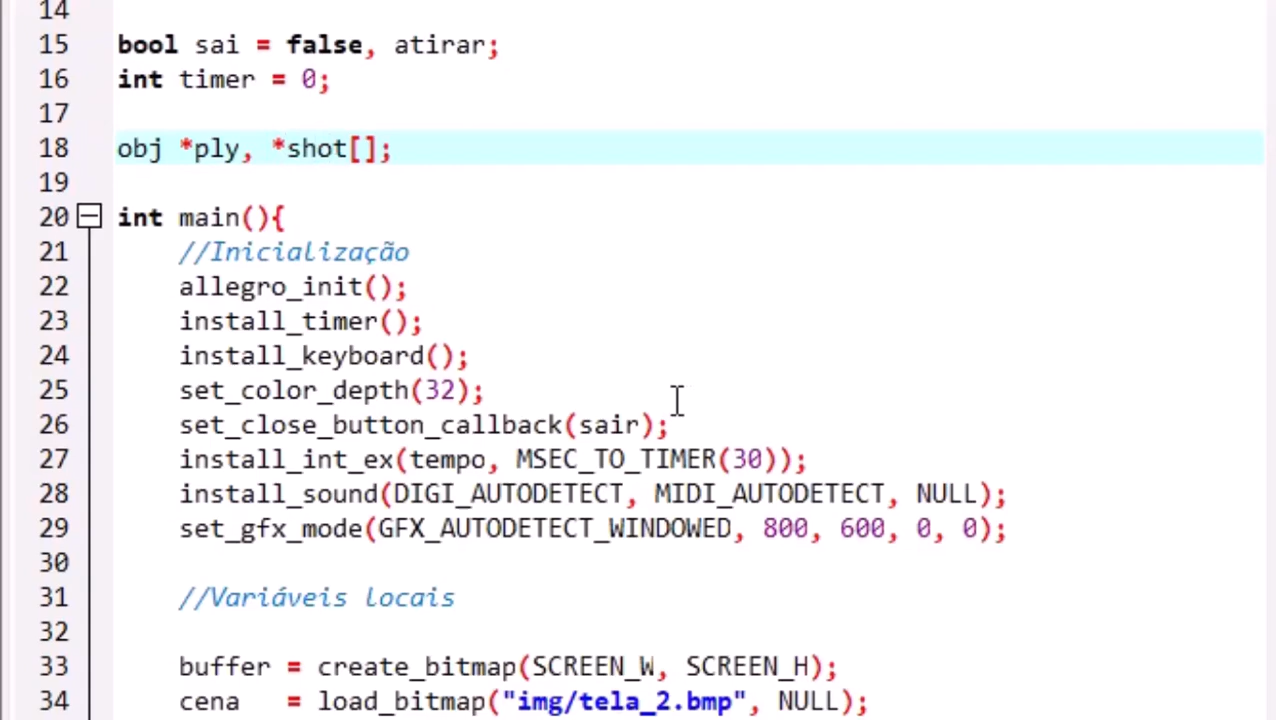 14
15 bool sai = false, atirar;
16 int timer = 0;
17
18 obj *ply, *shot[];
19
20 int main(){
21 //Inicialização
22 allegro_init();
23 install_timer();
24 install_keyboard();
25 set_color_depth(32);
26 set_close_button_callback(sair);
27 install_int_ex(tempo, MSEC_TO_TIMER(30));
28 install_sound(DIGI_AUTODETECT, MIDI_AUTODETECT, NULL);
29 set_gfx_mode(GFX_AUTODETECT_WINDOWED, 800, 600, 0, 0);
30
31 //Variáveis locais
32
33 buffer = create_bitmap(SCREEN_W, SCREEN_H);
34 cena = load_bitmap("img/tela_2.bmp", NULL);